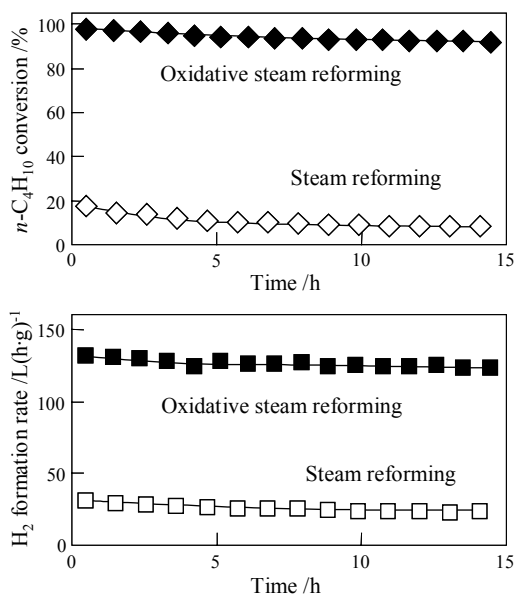 100
80
60
40
20
0
n-C4H10 conversion /%
Oxidative steam reforming
Steam reforming
0 5 10 15
Time /h
150
100
50
0
H2 formation rate /L(h·g)-1
Oxidative steam reforming
Steam reforming
0 5 10 15
Time /h